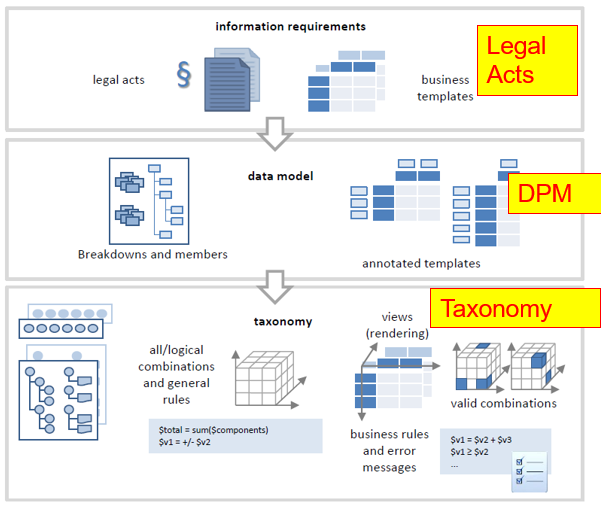 information requirements
Legal
Acts
legal acts
§
business
templates
data model
DPM
Breakdowns and members
annotated templates
Taxonomy
taxonomy
views
(rendering)
all/logical
combinations
and general
rules
valid combinations
$total = sum($components)
$v1 = +/- $v2
business rules
and error
messages
$v1 = $v2 + $v3
$v1 ≥ $v2
...